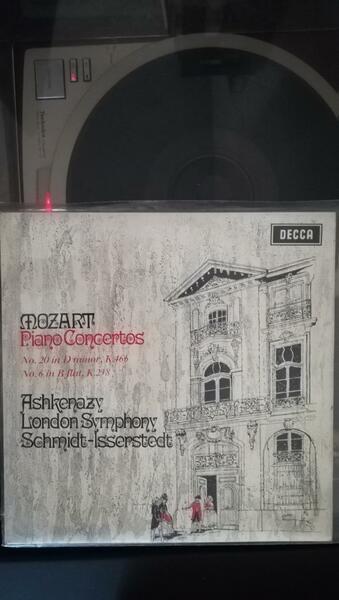 Technics
DECCA
MOZART
Piano Concertos
No. 20 in D minor, K.466
No. 6 in B flat, K.238
Ashkenazy
London Symphony
Schmidt-Isserstedt